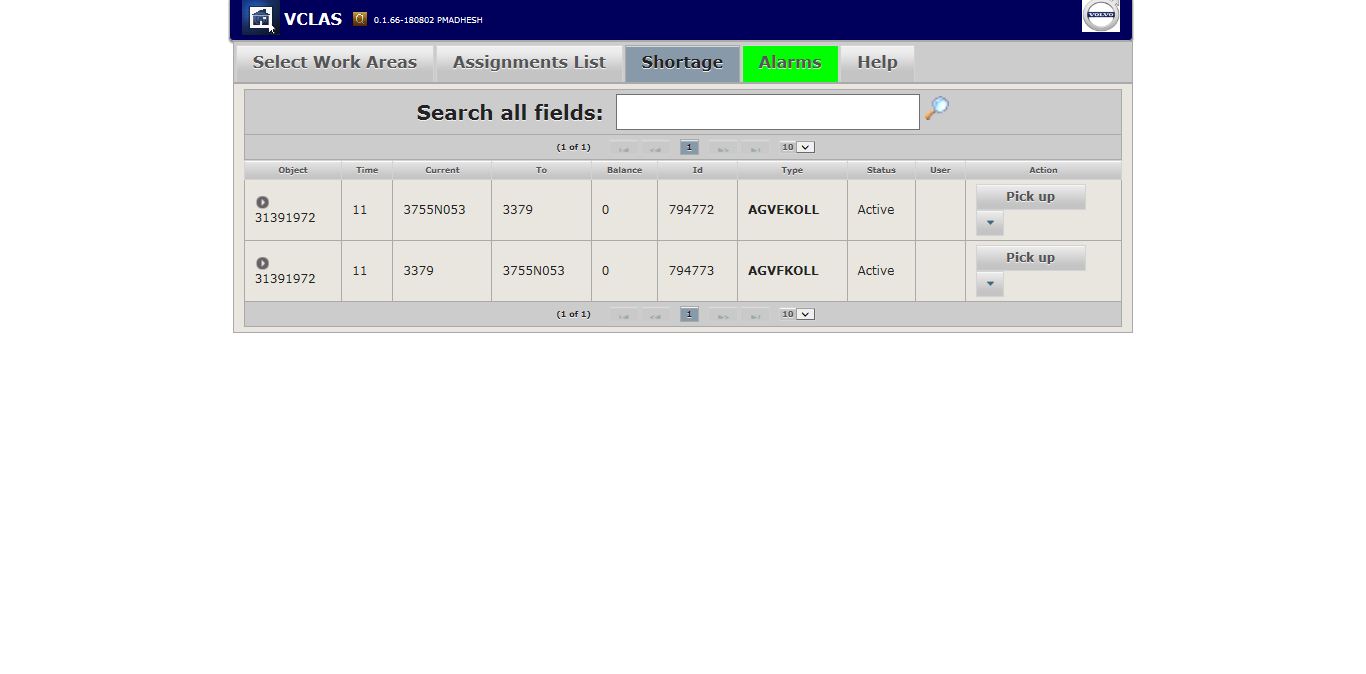 VCLAS 0.1.66-180802 PMADHESH VOLVO
Select Work Areas Assignments List Shortage Alarms Help
Search all fields:
(1 of 1) 1 10
Object Time Current To Balance Id Type Status User Action
31391972 11 3755N053 3379 0 794772 AGVEKOLL Active Pick up
31391972 11 3379 3755N053 0 794773 AGVFKOLL Active Pick up
(1 of 1) 1 10